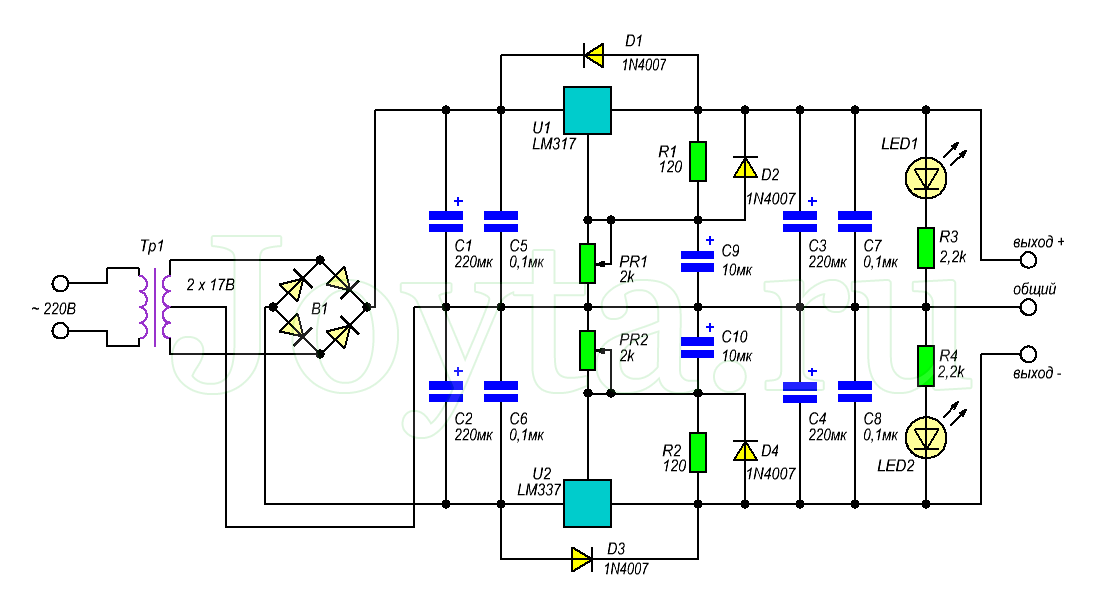 D1
1N4007
U1
LM317
R1
120
D2
1N4007
LED1
+
C1
220мк
C5
0,1мк
PR1
2k
+
C9
10мк
+
C3
220мк
C7
0,1мк
R3
2,2k
выход +
общий
выход -
Тр1
2 x 17В
~ 220В
В1
PR2
2k
+
C10
10мк
+
C2
220мк
C6
0,1мк
+
C4
220мк
C8
0,1мк
R4
2,2k
LED2
R2
120
D4
1N4007
U2
LM337
D3
1N4007
Joyta.ru